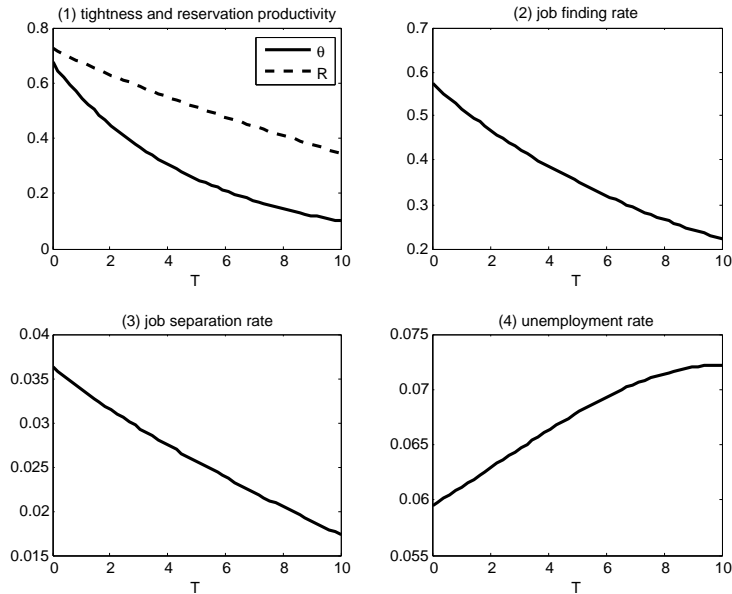 (1) tightness and reservation productivity
0.8
0.6
0.4
0.2
0
θ
R
0 2 4 6 8 10
T
(2) job finding rate
0.7
0.6
0.5
0.4
0.3
0.2
0 2 4 6 8 10
T
(3) job separation rate
0.04
0.035
0.03
0.025
0.02
0.015
0 2 4 6 8 10
T
(4) unemployment rate
0.075
0.07
0.065
0.06
0.055
0 2 4 6 8 10
T